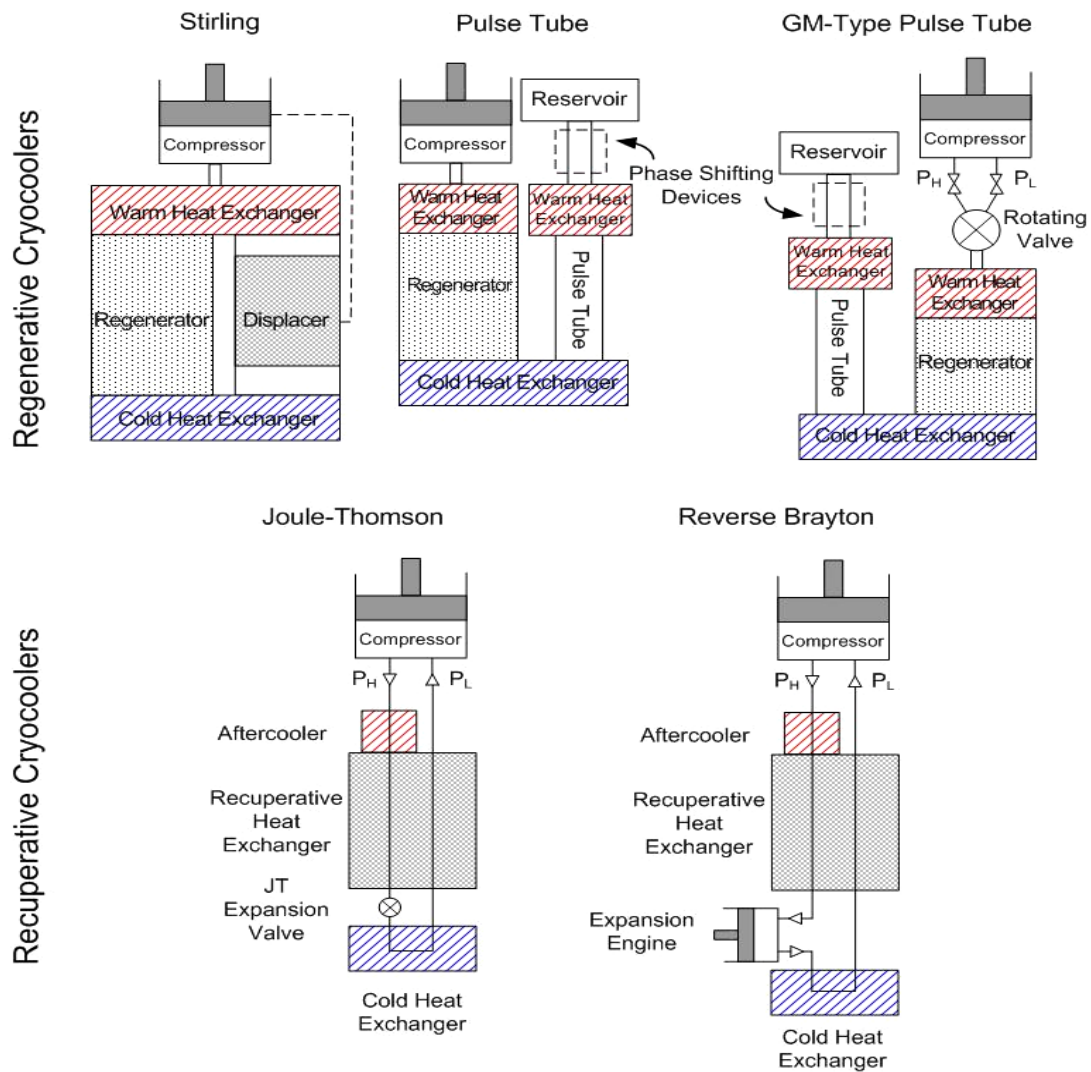 Regenerative Cryocoolers
Stirling
Compressor
Warm Heat Exchanger
Regenerator
Displacer
Cold Heat Exchanger
Pulse Tube
Compressor
Reservoir
Warm Heat
Exchanger
Warm Heat
Exchanger
Regenerator
Pulse Tube
Cold Heat Exchanger
Phase Shifting
Devices
GM-Type Pulse Tube
Compressor
Reservoir
PH
PL
Rotating
Valve
Warm Heat
Exchanger
Warm Heat
Exchanger
Pulse Tube
Regenerator
Cold Heat Exchanger
Recuperative Cryocoolers
Joule-Thomson
Compressor
PH
PL
Aftercooler
Recuperative
Heat
Exchanger
JT
Expansion
Valve
Cold Heat
Exchanger
Reverse Brayton
Compressor
PH
PL
Aftercooler
Recuperative
Heat
Exchanger
Expansion
Engine
Cold Heat
Exchanger